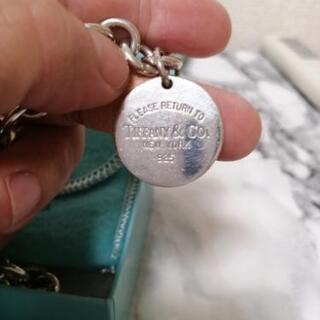 PLEASE RETURN TO
TIFFANY & CO.
NEW YORK
925